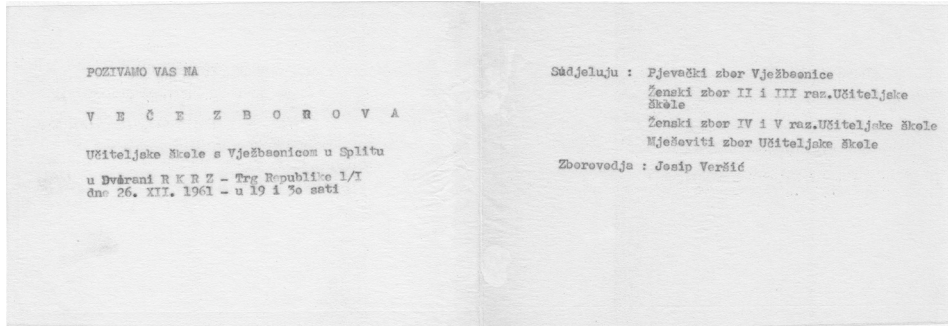 POZIVAMO VAS NA
V E Č E Z B O R O V A
Učiteljske škole s Vježbaonicom u Splitu
u Dvorani R K R Z - Trg Republike 1/I
dne 26. XII. 1961 - u 19 i 30 sati
Sudjeluju : Pjevački zbor Vježbaonice
Ženski zbor II i III raz.Učiteljske
škole
Ženski zbor IV i V raz.Učiteljske škole
Mješoviti zbor Učiteljske škole
Zborovodja : Josip Veršić